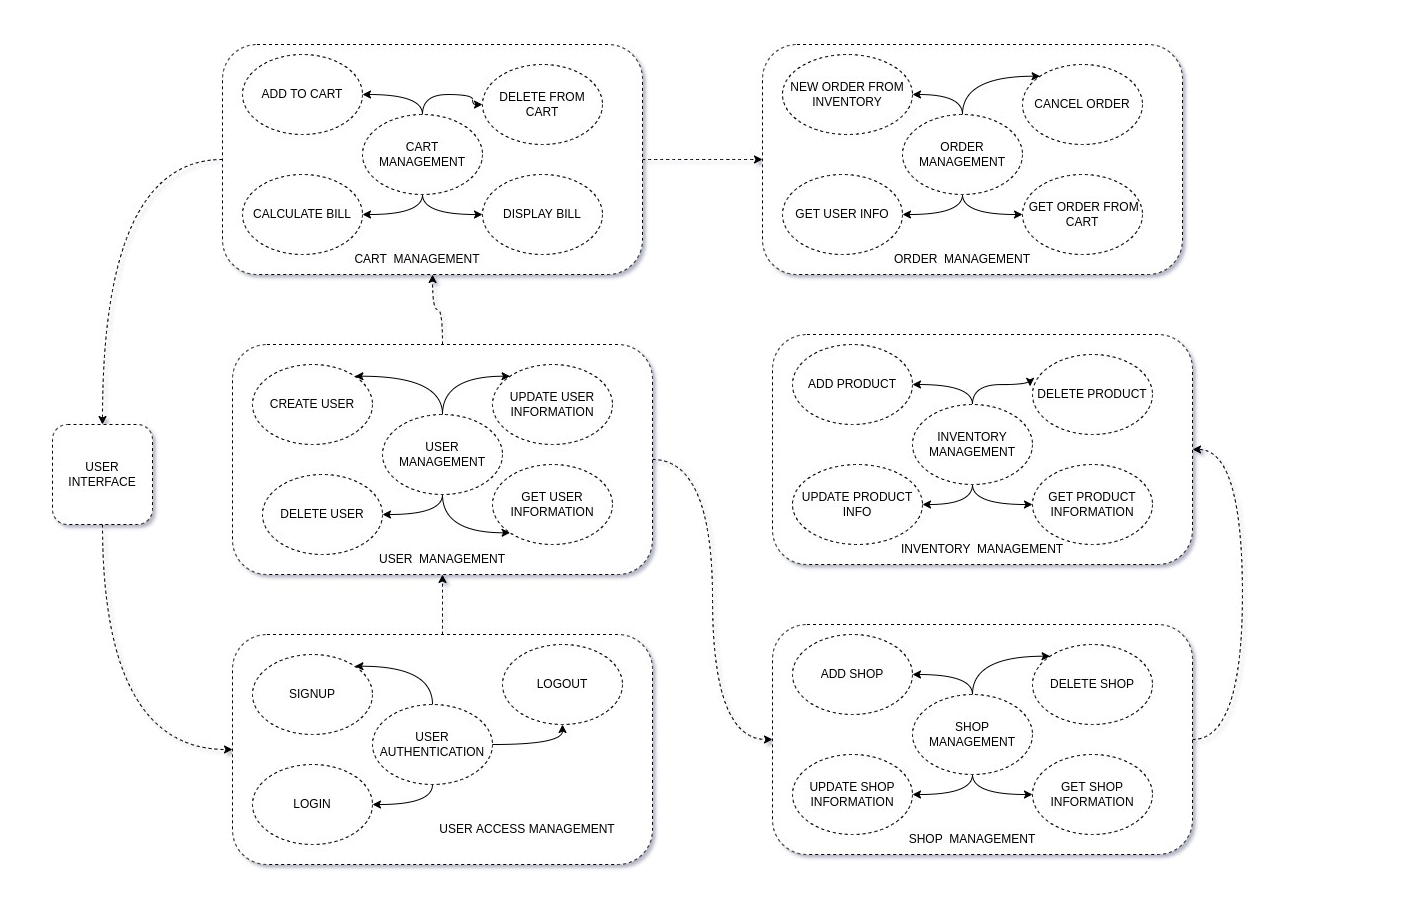 ADD TO CART
DELETE FROM
CART
CART
MANAGEMENT
CALCULATE BILL
DISPLAY BILL
CART  MANAGEMENT
NEW ORDER FROM
INVENTORY
CANCEL ORDER
ORDER
MANAGEMENT
GET USER INFO
GET ORDER FROM
CART
ORDER  MANAGEMENT
USER
INTERFACE
CREATE USER
UPDATE USER
INFORMATION
USER
MANAGEMENT
DELETE USER
GET USER
INFORMATION
USER  MANAGEMENT
ADD PRODUCT
DELETE PRODUCT
INVENTORY
MANAGEMENT
UPDATE PRODUCT
INFO
GET PRODUCT
INFORMATION
INVENTORY  MANAGEMENT
SIGNUP
LOGOUT
USER
AUTHENTICATION
LOGIN
USER ACCESS MANAGEMENT
ADD SHOP
DELETE SHOP
SHOP
MANAGEMENT
UPDATE SHOP
INFORMATION
GET SHOP
INFORMATION
SHOP  MANAGEMENT